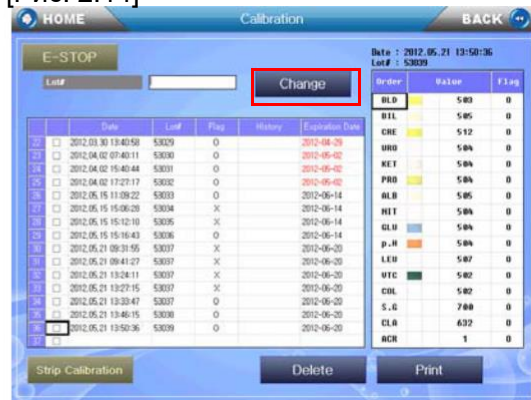 [Рис. 2.44]
HOME Calibration BACK
E-STOP
Date : 2012.05.21 13:50:36
Lot# : 53039
Lot# Change
Order Value Flag
BLD 503 0
BIL 505 0
CRE 512 0
URO 504 0
KET 504 0
PRO 504 0
ALB 505 0
NIT 504 0
GLU 504 0
p.H 504 0
LEU 507 0
VTC 502 0
COL 502 0
S.G 700 0
CLA 632 0
ACR 1 0
Date Lot# Flag History Expiration Date
22 2012,03,30 13:40:58 53029 O 2012-04-29
23 2012,04,02 07:40:11 53030 O 2012-05-02
24 2012,04,02 15:40:44 53031 O 2012-05-02
25 2012,04,02 17:27:17 53032 O 2012-05-02
26 2012,05,15 11:09:22 53033 O 2012-06-14
27 2012,05,15 15:06:28 53034 X 2012-06-14
28 2012,05,15 15:12:10 53035 X 2012-06-14
29 2012,05,15 15:16:43 53036 O 2012-06-14
30 2012,05,21 09:31:55 53037 X 2012-06-20
31 2012,05,21 09:41:27 53037 X 2012-06-20
32 2012,05,21 13:24:11 53037 X 2012-06-20
33 2012,05,21 13:27:15 53037 X 2012-06-20
34 2012,05,21 13:33:47 53037 O 2012-06-20
35 2012,05,21 13:46:15 53038 O 2012-06-20
36 2012,05,21 13:50:36 53039 O 2012-06-20
37
Strip Calibration Delete Print